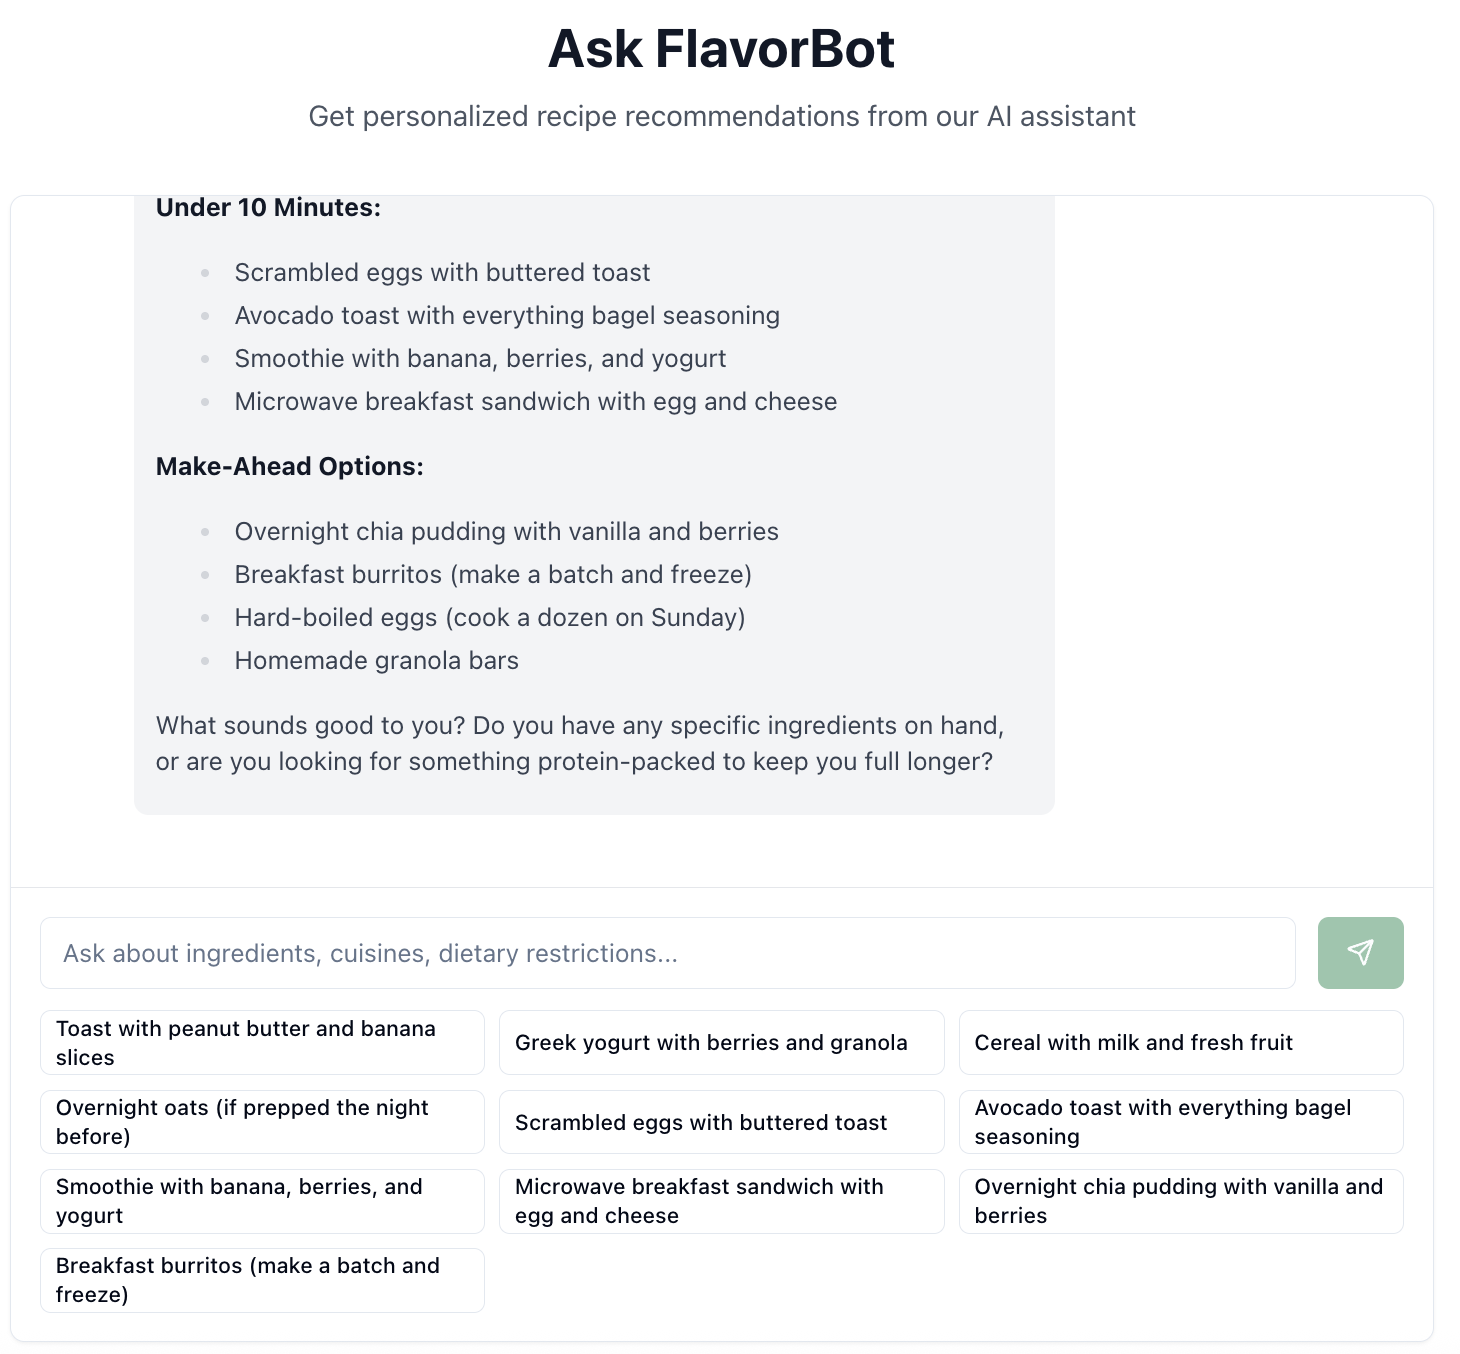 Ask FlavorBot
Get personalized recipe recommendations from our AI assistant
Under 10 Minutes:
Scrambled eggs with buttered toast
Avocado toast with everything bagel seasoning
Smoothie with banana, berries, and yogurt
Microwave breakfast sandwich with egg and cheese
Make-Ahead Options:
Overnight chia pudding with vanilla and berries
Breakfast burritos (make a batch and freeze)
Hard-boiled eggs (cook a dozen on Sunday)
Homemade granola bars
What sounds good to you? Do you have any specific ingredients on hand,
or are you looking for something protein-packed to keep you full longer?
Ask about ingredients, cuisines, dietary restrictions...
Toast with peanut butter and banana
slices
Greek yogurt with berries and granola
Cereal with milk and fresh fruit
Overnight oats (if prepped the night
before)
Scrambled eggs with buttered toast
Avocado toast with everything bagel
seasoning
Smoothie with banana, berries, and
yogurt
Microwave breakfast sandwich with
egg and cheese
Overnight chia pudding with vanilla and
berries
Breakfast burritos (make a batch and
freeze)